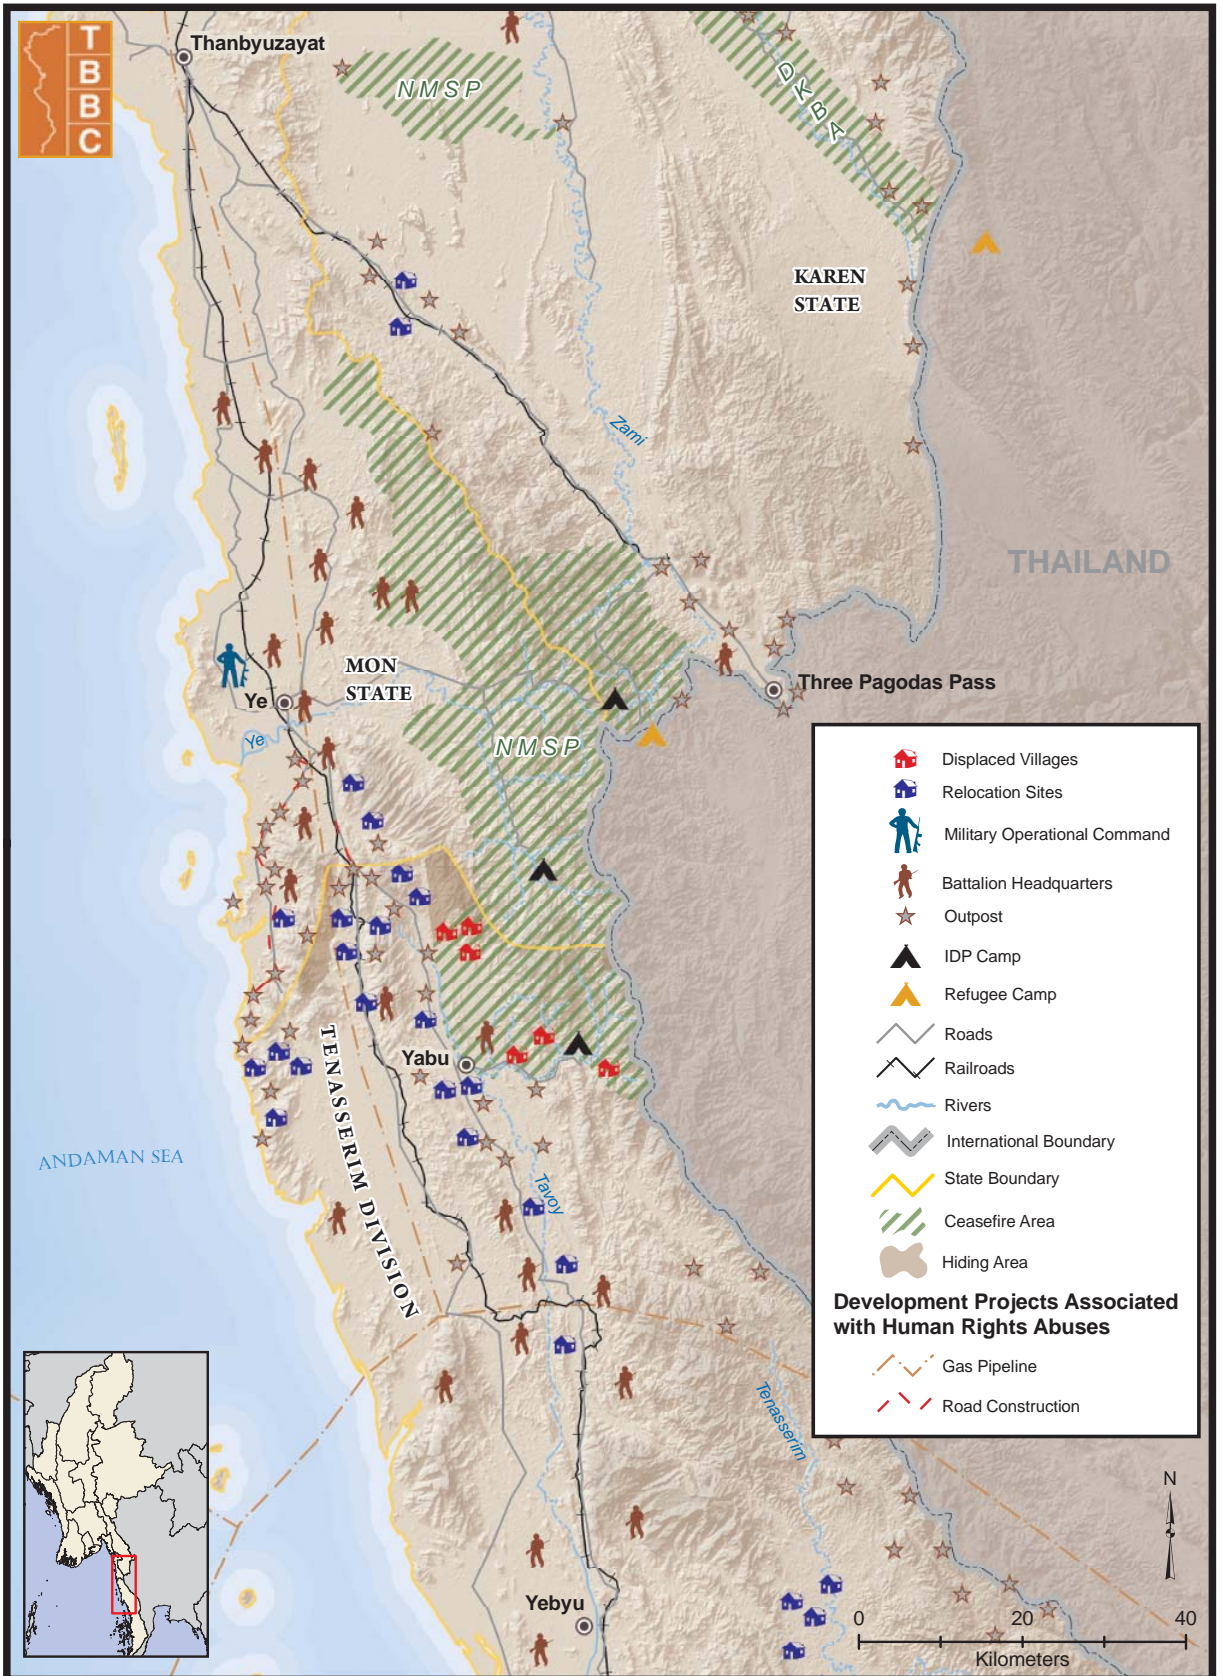 T
B
B
C
Thanbyuzayat
NMSP
DKBA
KAREN
STATE
Zami
THAILAND
MON
STATE
Three Pagodas Pass
Ye
Ye
NMSP
Yabu
TENASSERIM DIVISION
ANDAMAN SEA
Tavoy
Tenasserim
Yebyu
Displaced Villages
Relocation Sites
Military Operational Command
Battalion Headquarters
Outpost
IDP Camp
Refugee Camp
Roads
Railroads
Rivers
International Boundary
State Boundary
Ceasefire Area
Hiding Area
Development Projects Associated
with Human Rights Abuses
Gas Pipeline
Road Construction
N
0 20 40
Kilometers